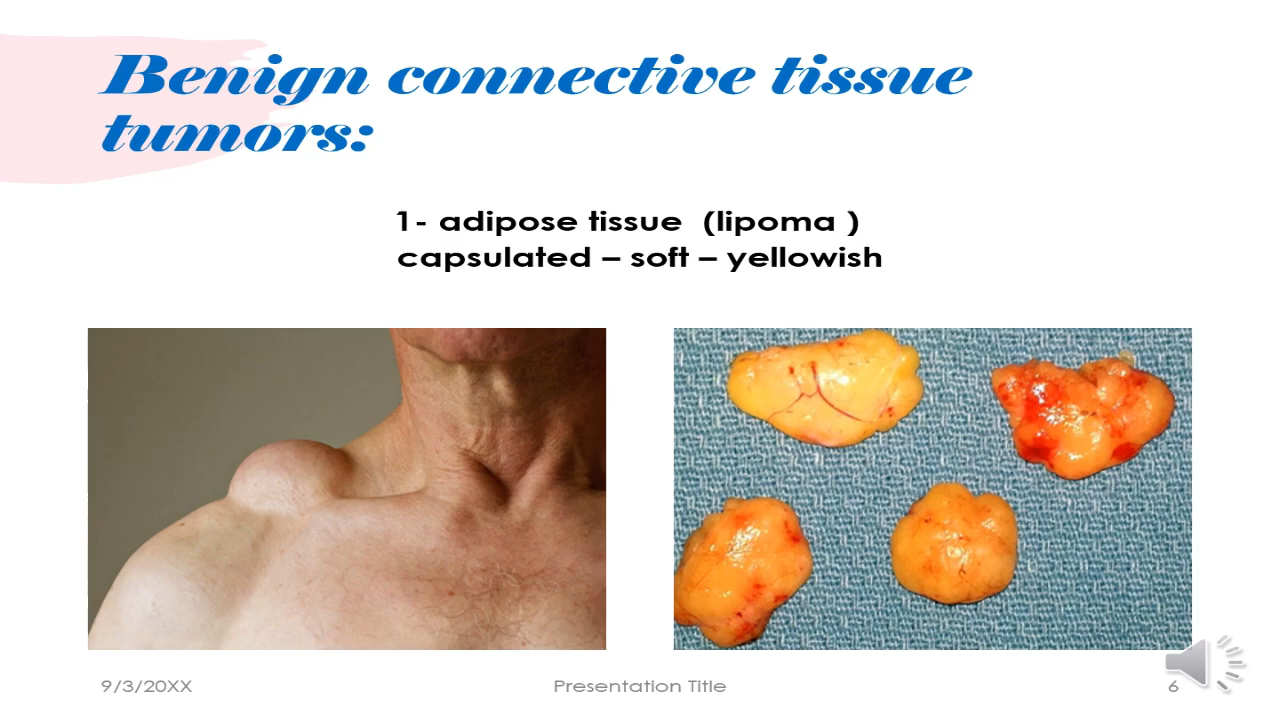 Benign connective tissue
tumors:
1- adipose tissue (lipoma )
capsulated – soft – yellowish
9/3/20XX
Presentation Title
6